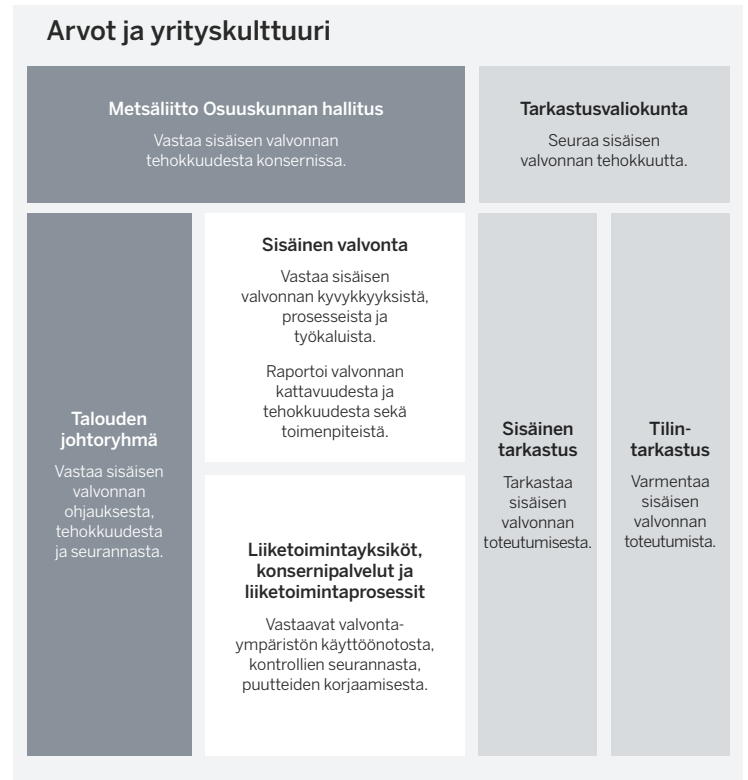 Arvot ja yrityskulttuuri
Metsäliitto Osuuskunnan hallitus
Vastaa sisäisen valvonnan
tehokkuudesta konsernissa.
Tarkastusvaliokunta
Seuraa sisäisen
valvonnan tehokkuutta.
Talouden
johtoryhmä
Vastaa sisäisen
valvonnan
ohjauksesta,
tehokkuudesta
ja seurannasta.
Sisäinen valvonta
Vastaa sisäisen
valvonnan kyvykkyyksistä,
prosesseista ja
työkaluista.
Raportoi valvonnan
kattavuudesta ja
tehokkuudesta sekä
toimenpiteistä.
Liiketoimintayksiköt,
konsernipalvelut ja
liiketoimintaprosessit
Vastaavat valvonta-
ympäristön käyttöönotosta,
kontrollien seurannasta,
puutteiden korjaamisesta.
Sisäinen
tarkastus
Tarkastaa
sisäisen
valvonnan
toteutumisesta.
Tilin-
tarkastus
Varmentaa
sisäisen
valvonnan
toteutumista.